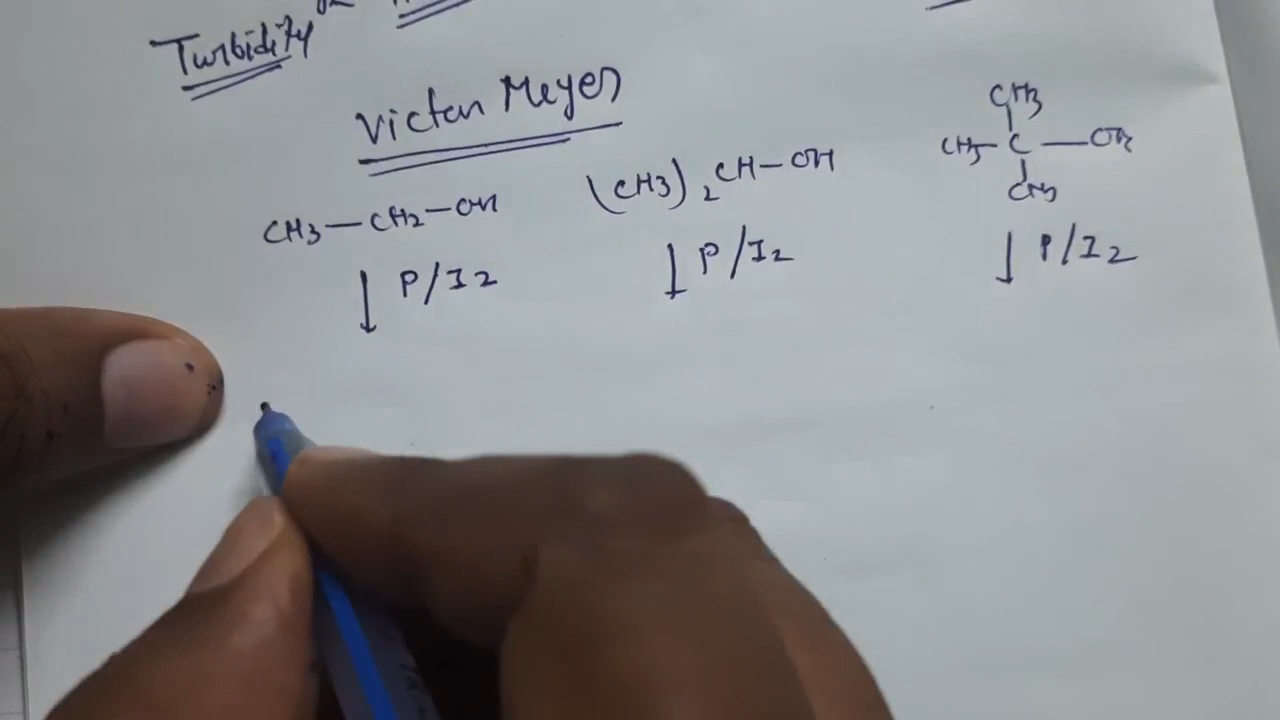 Turbidity
Victor Meyer
CH3—CH2—OH (CH3)2CH—OH CH3—C—OH
CH3
CH3
P/I2 P/I2 P/I2